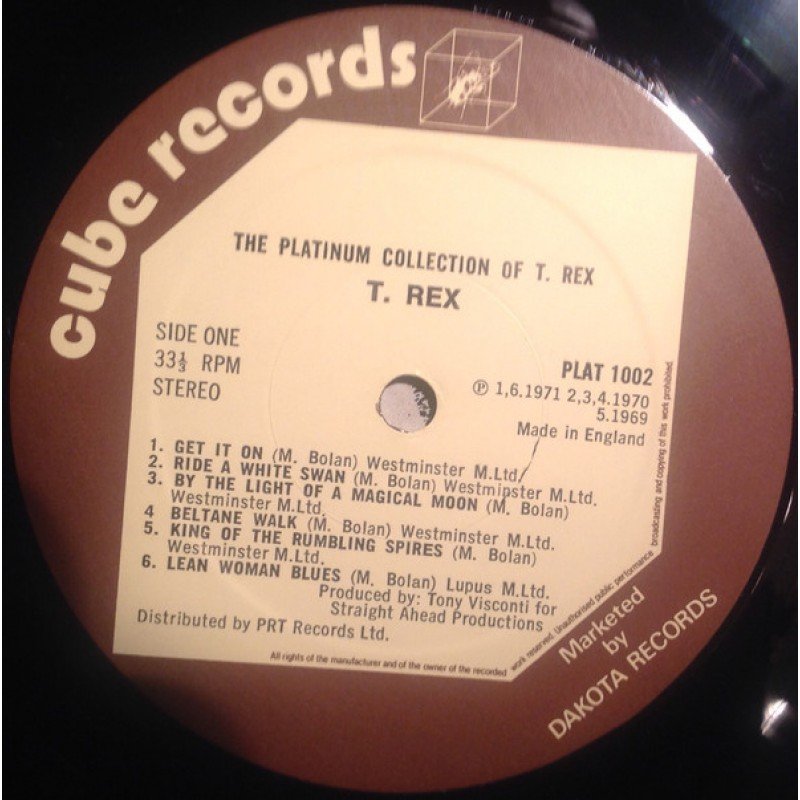 cube records
THE PLATINUM COLLECTION OF T. REX
T. REX
SIDE ONE
33⅓ RPM
STEREO
PLAT 1002
℗ 1,6.1971 2,3,4.1970
5.1969
Made in England
1. GET IT ON (M. Bolan) Westminster M.Ltd.
2. RIDE A WHITE SWAN (M. Bolan) Westminster M.Ltd.
3. BY THE LIGHT OF A MAGICAL MOON (M. Bolan)
Westminster M.Ltd.
4 BELTANE WALK (M. Bolan) Westminster M.Ltd.
5. KING OF THE RUMBLING SPIRES (M. Bolan)
Westminster M.Ltd.
6. LEAN WOMAN BLUES (M. Bolan) Lupus M.Ltd.
Produced by: Tony Visconti for
Straight Ahead Productions
Distributed by PRT Records Ltd.
All rights of the manufacturer and of the owner of the recorded
work reserved. Unauthorised public performance
broadcasting and copying of this work prohibited.
Marketed
by
DAKOTA RECORDS